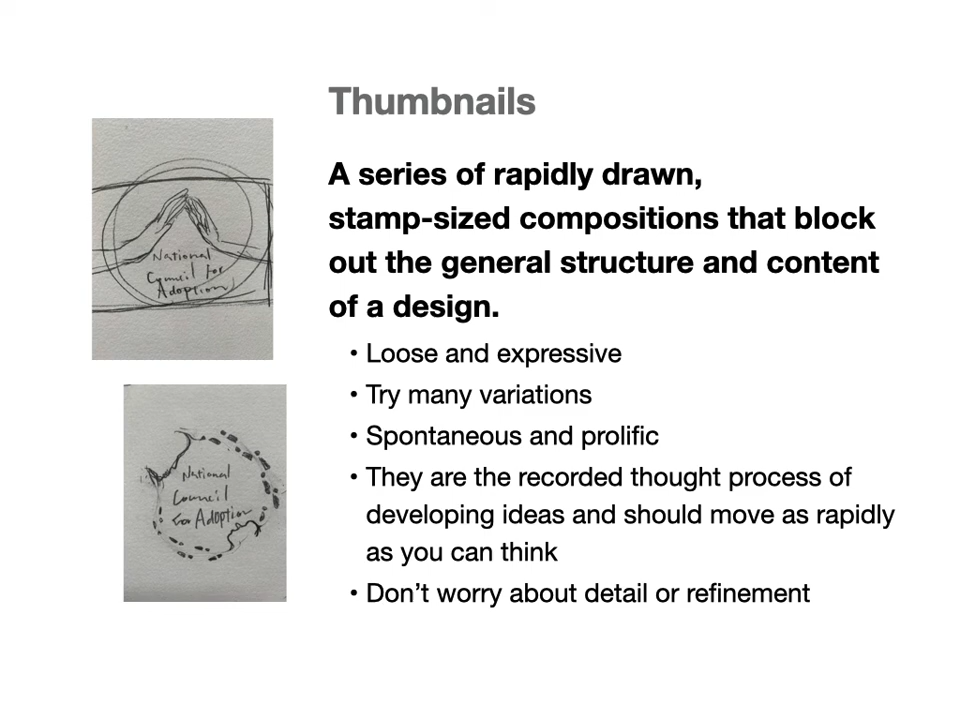 Thumbnails
A series of rapidly drawn,
stamp-sized compositions that block
out the general structure and content
of a design.
• Loose and expressive
• Try many variations
• Spontaneous and prolific
• They are the recorded thought process of
developing ideas and should move as rapidly
as you can think
• Don’t worry about detail or refinement
National
Council for
Adoption
National
Council
For Adoption